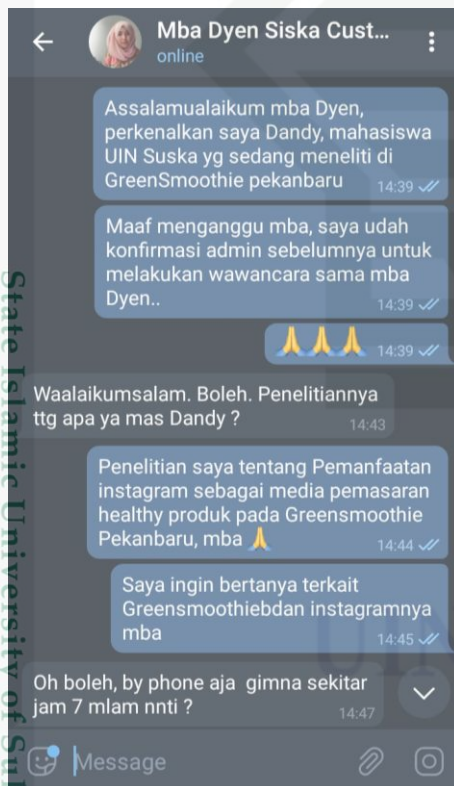 Mba Dyen Siska Cust...
online
Assalamualaikum mba Dyen,
perkenalkan saya Dandy, mahasiswa
UIN Suska yg sedang meneliti di
GreenSmoothie pekanbaru 14:39
Maaf menganggu mba, saya udah
konfirmasi admin sebelumnya untuk
melakukan wawancara sama mba
Dyen.. 14:39
🙏🙏🙏 14:39
Waalaikumsalam. Boleh. Penelitiannya
ttg apa ya mas Dandy ? 14:43
Penelitian saya tentang Pemanfaatan
instagram sebagai media pemasaran
healthy produk pada Greensmoothie
Pekanbaru, mba 🙏 14:44
Saya ingin bertanya terkait
Greensmoothiebdan instagramnya
mba 14:45
Oh boleh, by phone aja gimna sekitar
jam 7 mlam nnti ? 14:47
Message
State Islamic University of Sul
UIN